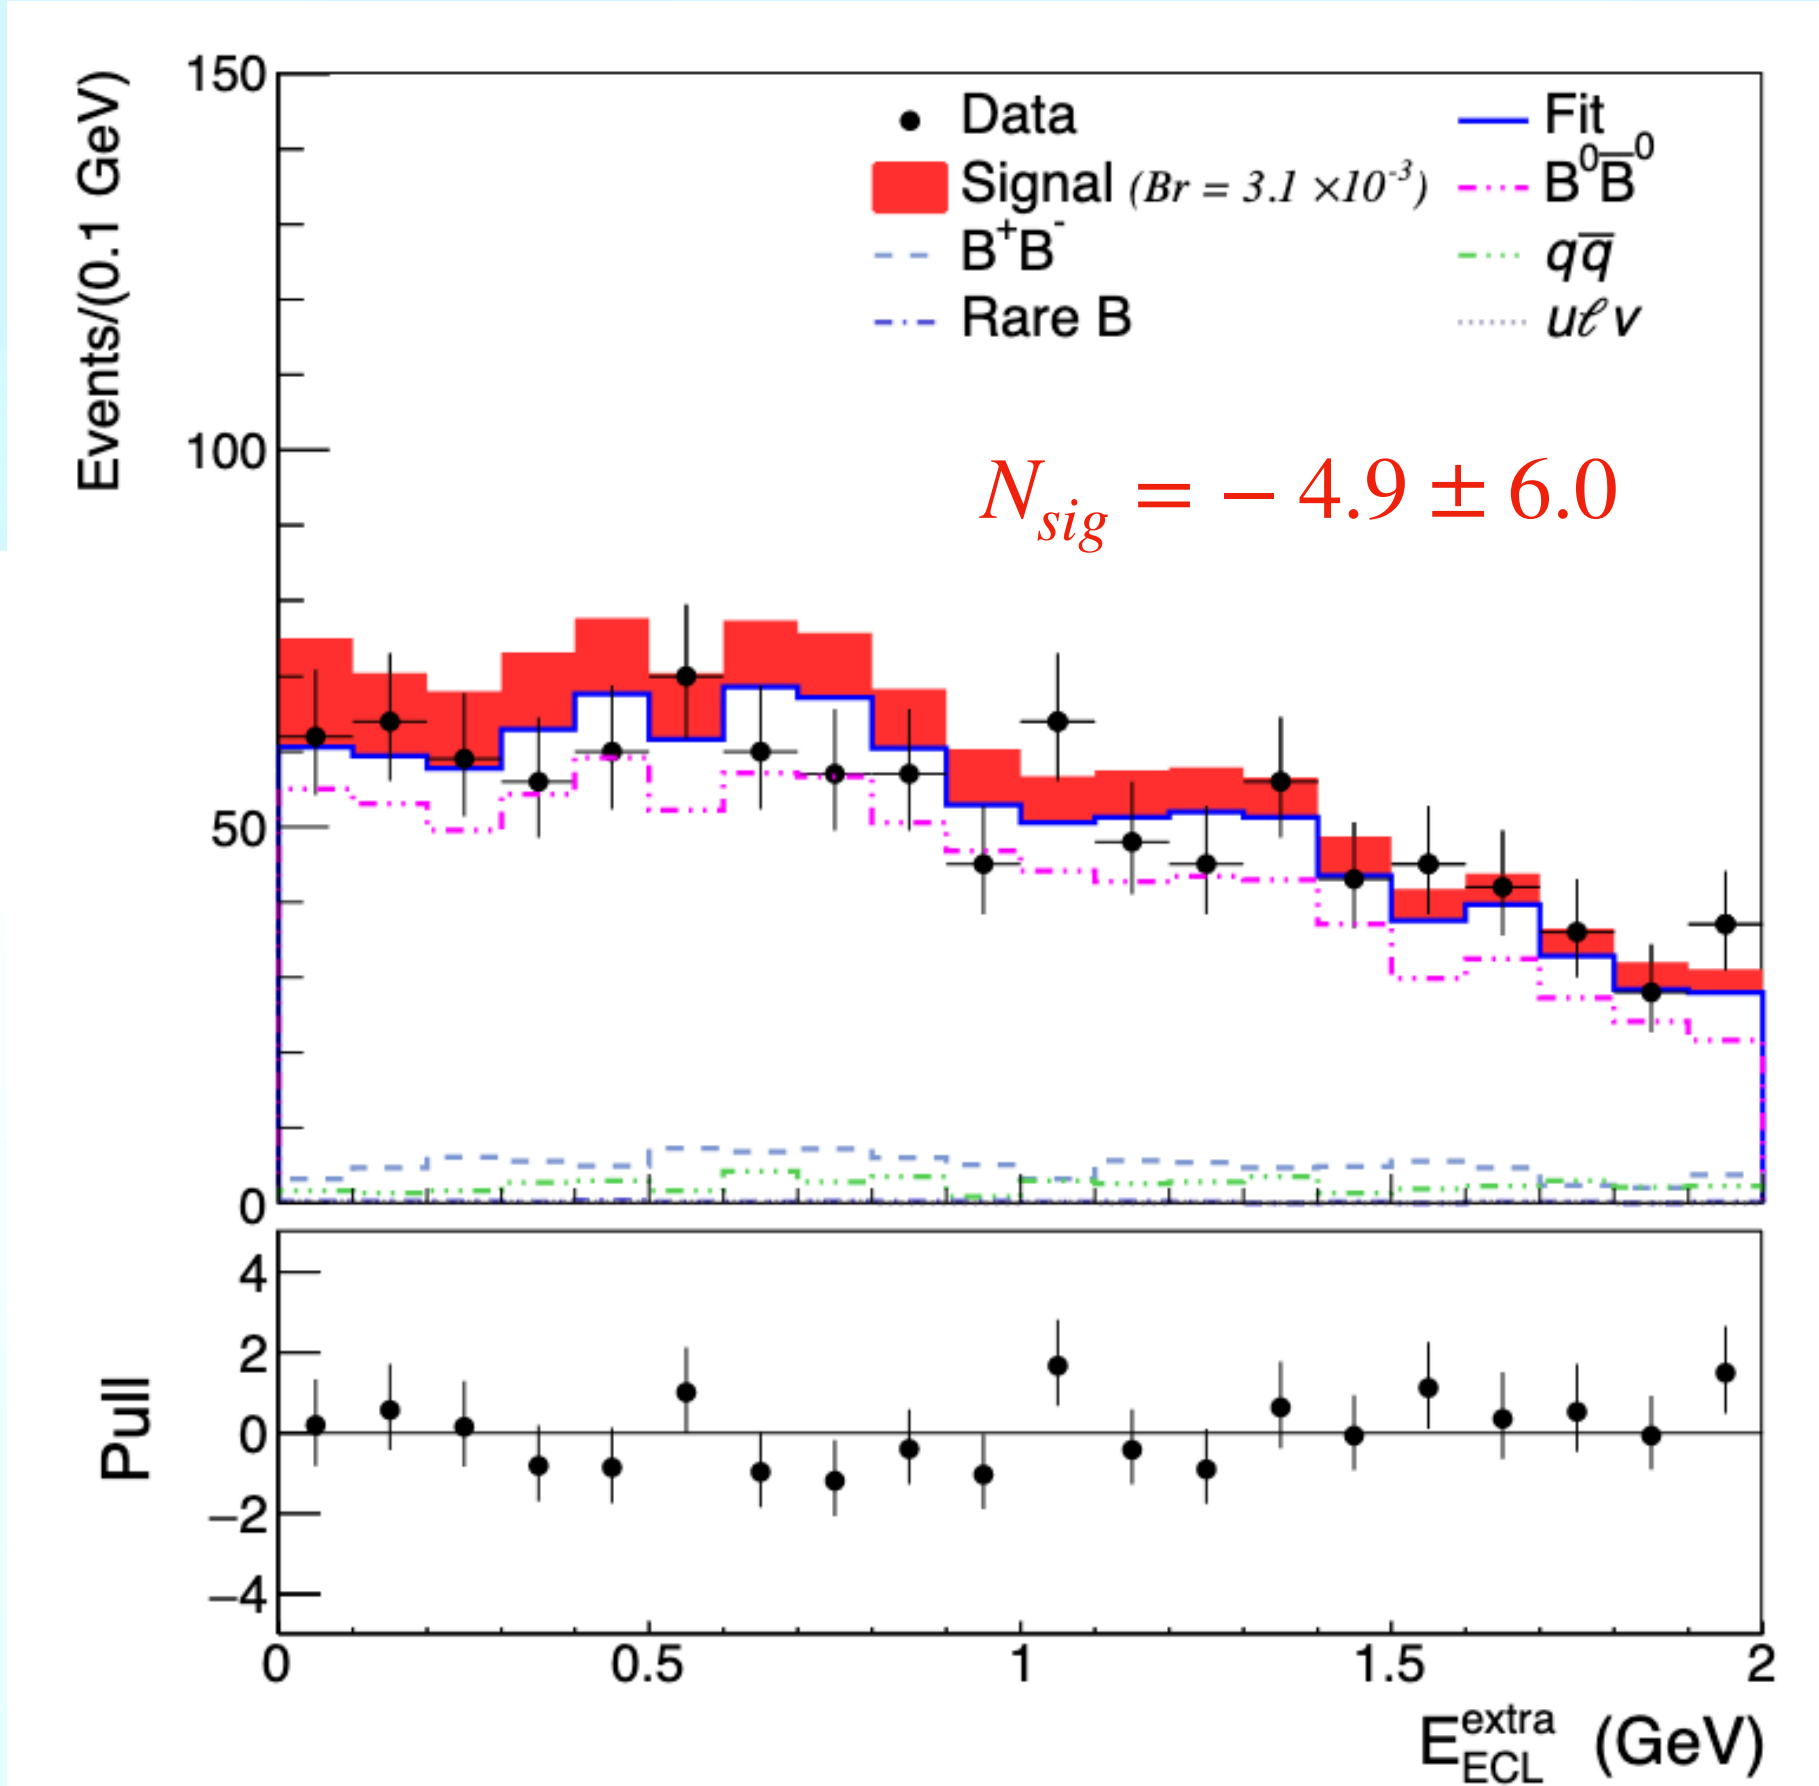 Events/(0.1 GeV)
150
100
50
0
Data
Signal (Br = 3.1 ×10⁻³)
B⁺B⁻
Rare B
Fit
B⁰B̅⁰
qq̅
uℓν
N_sig = − 4.9 ± 6.0
Pull
4
2
0
−2
−4
0 0.5 1 1.5 2
E_ECL^extra (GeV)